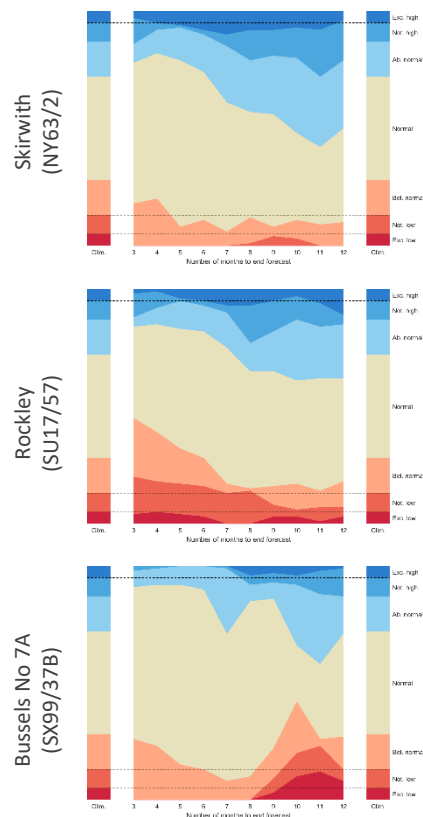 Skirwith
(NY63/2)
Exc. high
Not. high
Ab. normal
Normal
Bel. norma
Not. low
Exc. low
Clim.
3 4 5 6 7 8 9 10 11 12
Clim.
Number of months to end forecast
Rockley
(SU17/57)
Exc. high
Not. high
Ab. normal
Normal
Bel. norma
Not. low
Exc. low
Clim.
3 4 5 6 7 8 9 10 11 12
Clim.
Number of months to end forecast
Bussels No 7A
(SX99/37B)
Exc. high
Not. high
Ab. normal
Normal
Bel. norma
Not. low
Exc. low
Clim.
3 4 5 6 7 8 9 10 11 12
Clim.
Number of months to end forecast